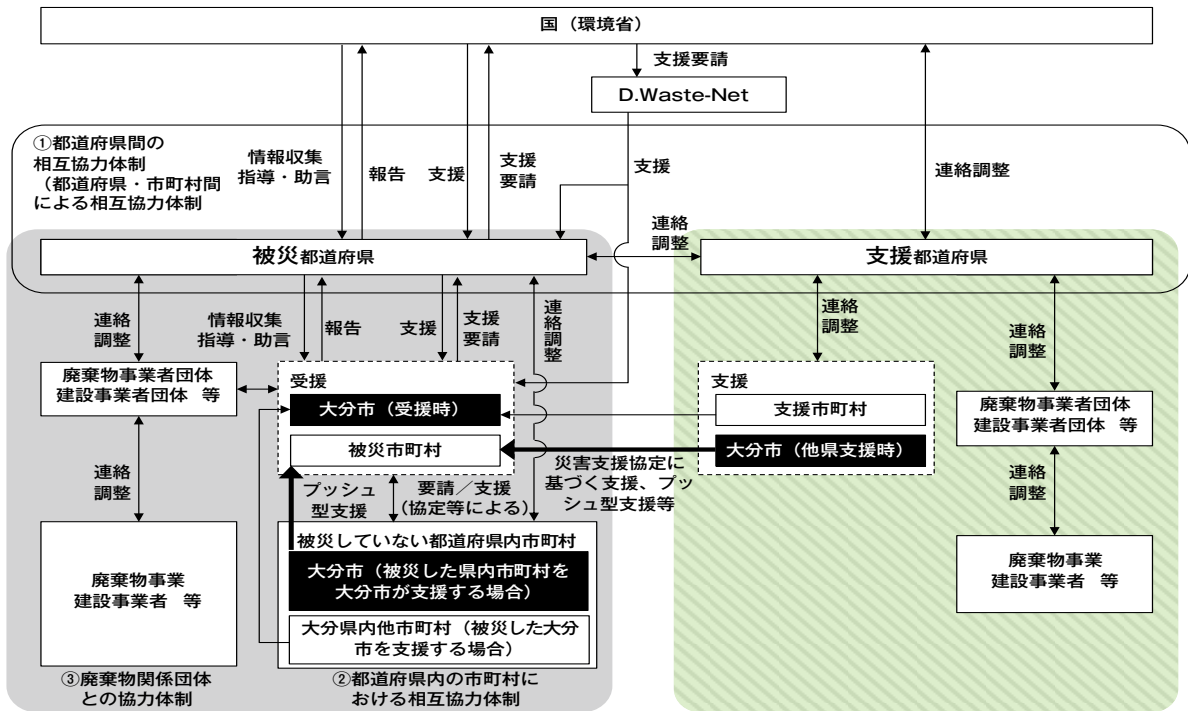 国（環境省）
支援要請
D.Waste-Net
①都道府県間の
相互協力体制
（都道府県・市町村間
による相互協力体制
情報収集
指導・助言
報告
支援
支援
要請
支援
連絡調整
連絡
調整
被災都道府県
支援都道府県
連絡
調整
情報収集
指導・助言
報告
支援
支援
要請
連絡
調整
連絡
調整
連絡
調整
廃棄物事業者団体
建設事業者団体 等
受援
大分市（受援時）
被災市町村
支援
支援市町村
大分市（他県支援時）
廃棄物事業者団体
建設事業者団体 等
連絡
調整
プッシュ
型支援
要請／支援
（協定等による）
災害支援協定に
基づく支援、プッ
シュ型支援等
連絡
調整
廃棄物事業
建設事業者 等
被災していない都道府県内市町村
大分市（被災した県内市町村を
大分市が支援する場合）
大分県内他市町村（被災した大分
市を支援する場合）
廃棄物事業
建設事業者 等
③廃棄物関係団体
との協力体制
②都道府県内の市町村に
おける相互協力体制